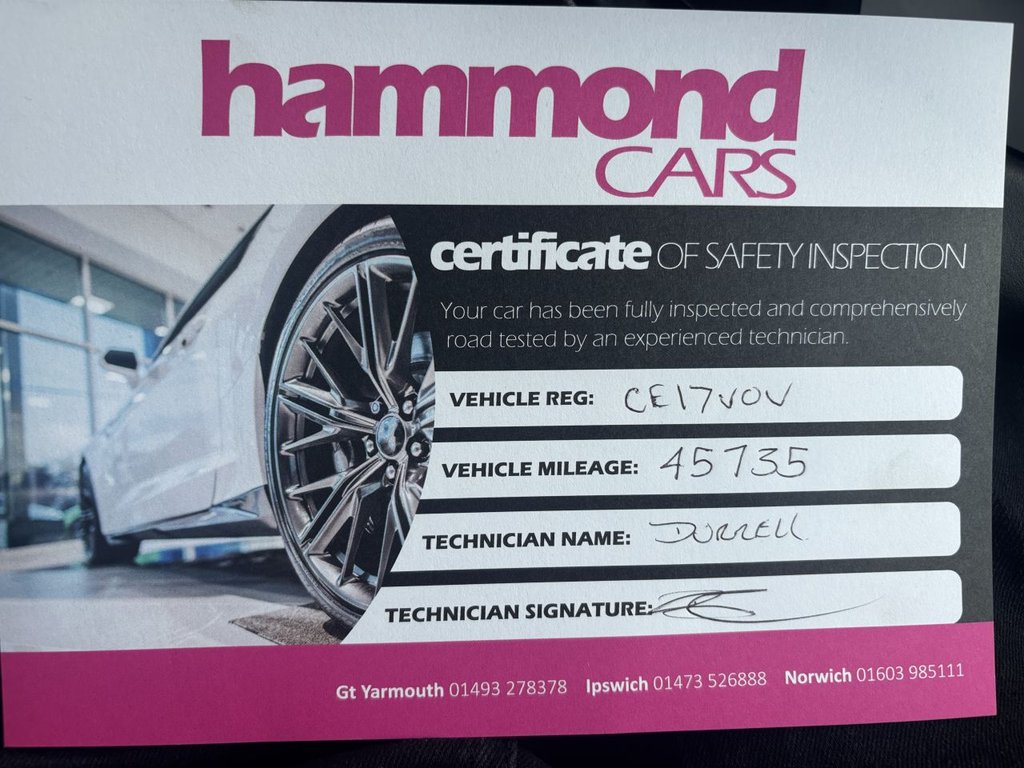 hammond
CARS
certificate OF SAFETY INSPECTION
Your car has been fully inspected and comprehensively
road tested by an experienced technician.
VEHICLE REG: CE17VOV
VEHICLE MILEAGE: 45735
TECHNICIAN NAME: DURRELL
TECHNICIAN SIGNATURE:
Gt Yarmouth 01493 278378 Ipswich 01473 526888 Norwich 01603 985111